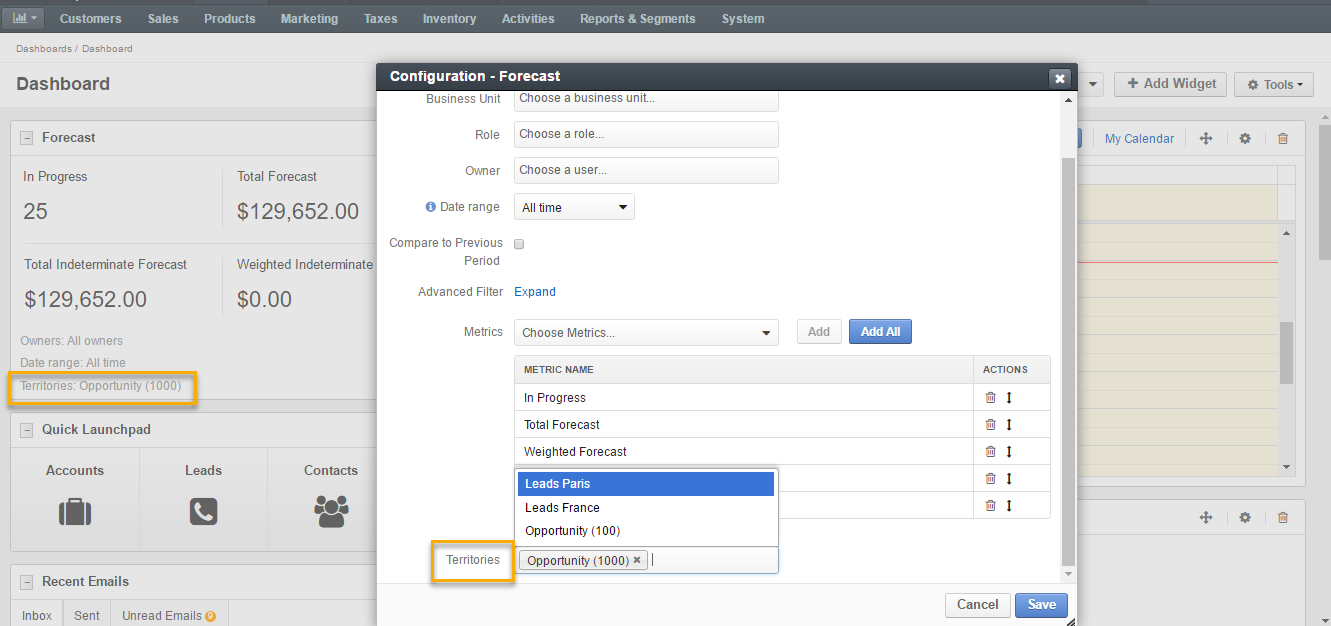 Customers Sales Products Marketing Taxes Inventory Activities Reports & Segments System
Dashboards / Dashboard
Dashboard
Add Widget
Tools
Forecast
In Progress
25
Total Forecast
$129,652.00
Total Indeterminate Forecast
$129,652.00
Weighted Indeterminate
$0.00
Owners: All owners
Date range: All time
Territories: Opportunity (1000)
Quick Launchpad
Accounts
Leads
Contacts
Recent Emails
Inbox
Sent
Unread Emails
My Calendar
Configuration - Forecast
Business Unit
Choose a business unit...
Role
Choose a role...
Owner
Choose a user...
Date range
All time
Compare to Previous
Period
Advanced Filter
Expand
Metrics
Choose Metrics...
Add
Add All
METRIC NAME
ACTIONS
In Progress
Total Forecast
Weighted Forecast
Leads Paris
Leads France
Opportunity (100)
Territories
Opportunity (1000)
Cancel
Save